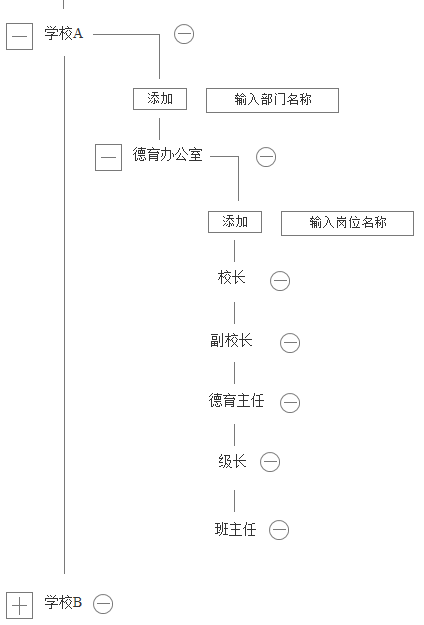 学校A
添加 输入部门名称
德育办公室
添加 输入岗位名称
校长
副校长
德育主任
级长
班主任
学校B